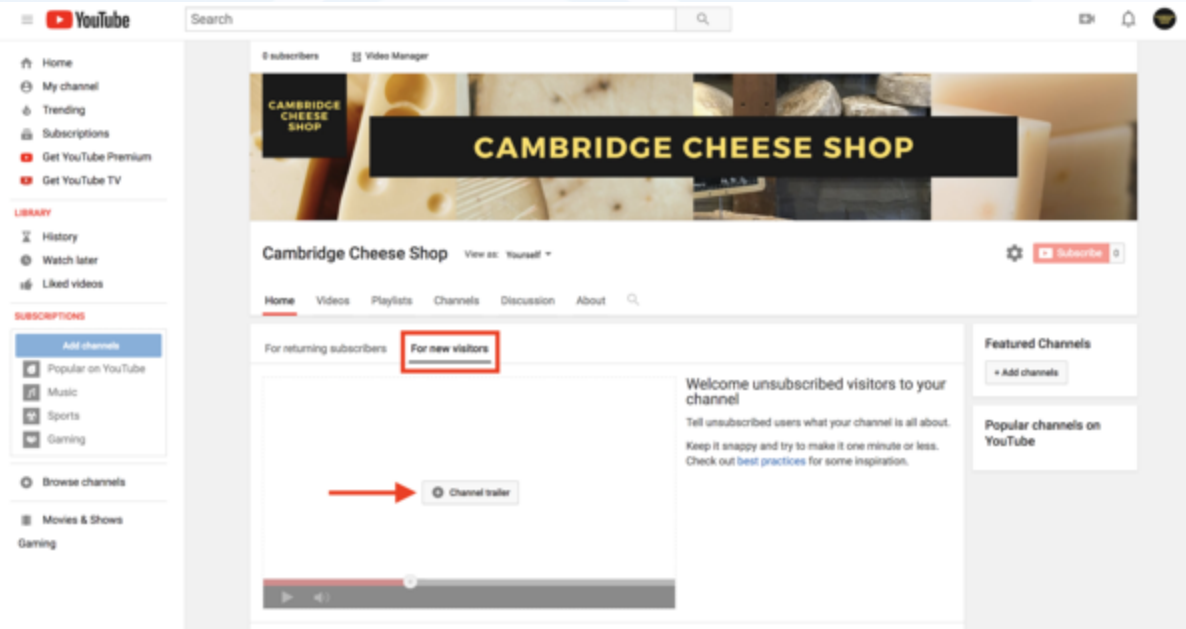 YouTube
Search
Home
My channel
Trending
Subscriptions
Get YouTube Premium
Get YouTube TV
LIBRARY
History
Watch later
Liked videos
SUBSCRIPTIONS
Add channels
Popular on YouTube
Music
Sports
Gaming
Browse channels
Movies & Shows
Gaming
0 subscribers
Video Manager
CAMBRIDGE
CHEESE
SHOP
CAMBRIDGE CHEESE SHOP
Cambridge Cheese Shop View as: Yourself
Subscribe 0
Home Videos Playlists Channels Discussion About
For returning subscribers For new visitors
Channel trailer
Welcome unsubscribed visitors to your
channel
Tell unsubscribed users what your channel is all about.
Keep it snappy and try to make it one minute or less.
Check out best practices for some inspiration.
Featured Channels
+ Add channels
Popular channels on
YouTube